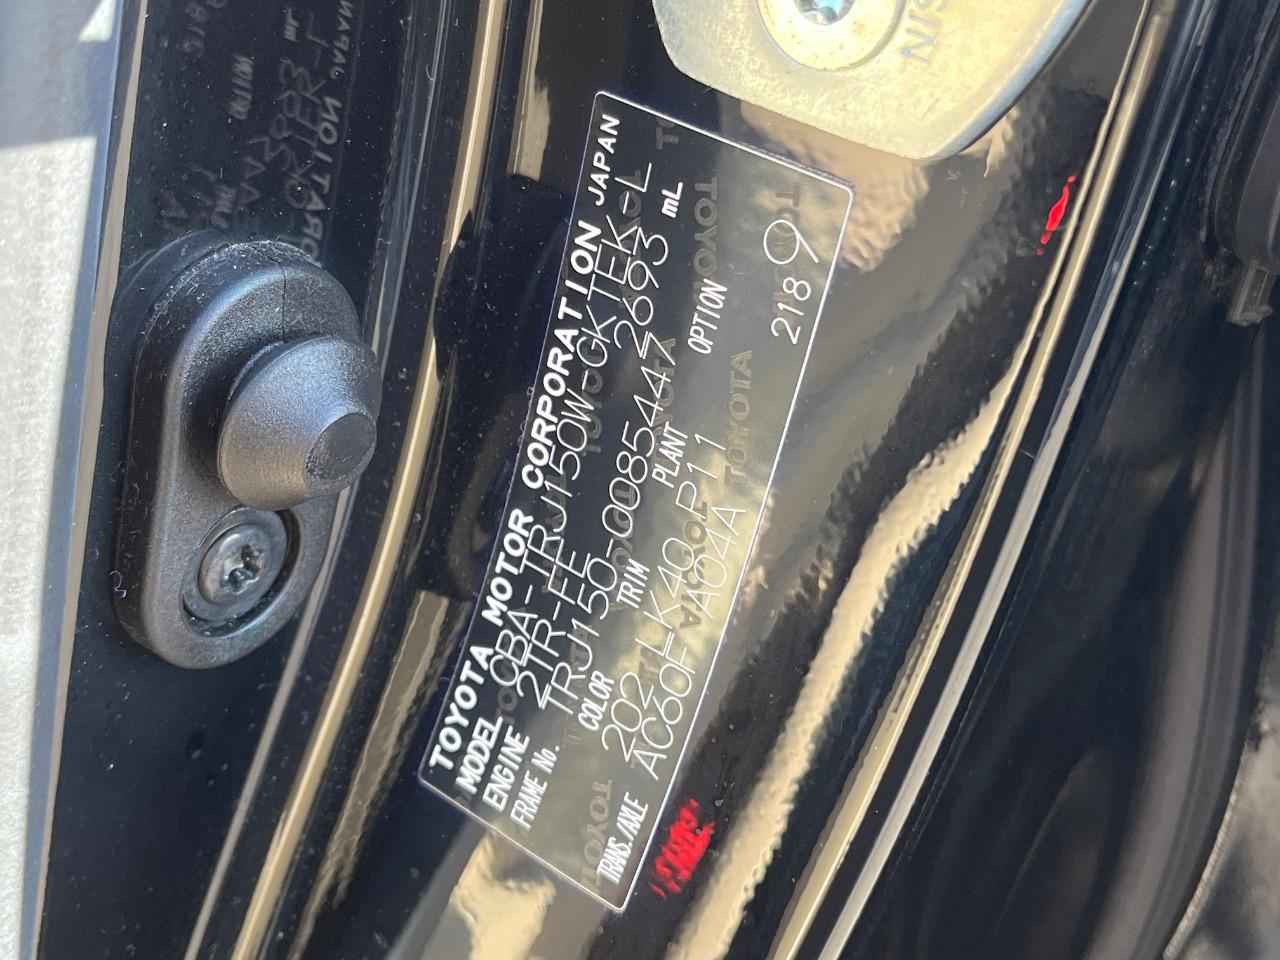 TOYOTA MOTOR CORPORATION JAPAN
MODEL CBA-TRJ150W-GKTEK-L
ENGINE 2TR-FE 2693 mL
FRAME No. TRJ150-0085447
COLOR TRIM PLANT OPTION
202 LK40 P11 2189
TRANS./AXLE AC60F A04A